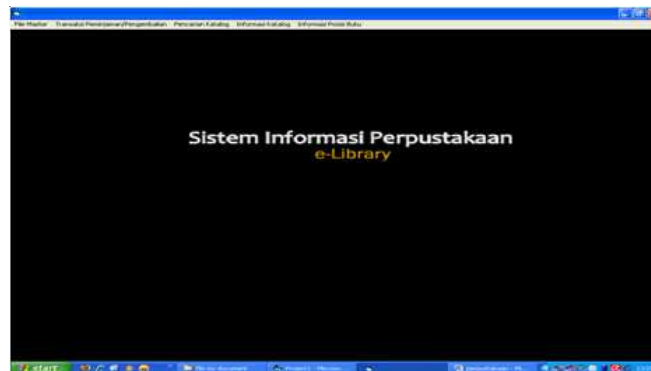 File Master Transaksi Peminjaman/Pengembalian Pencarian Katalog Informasi Katalog Informasi Posisi Buku
Sistem Informasi Perpustakaan
e-Library
start